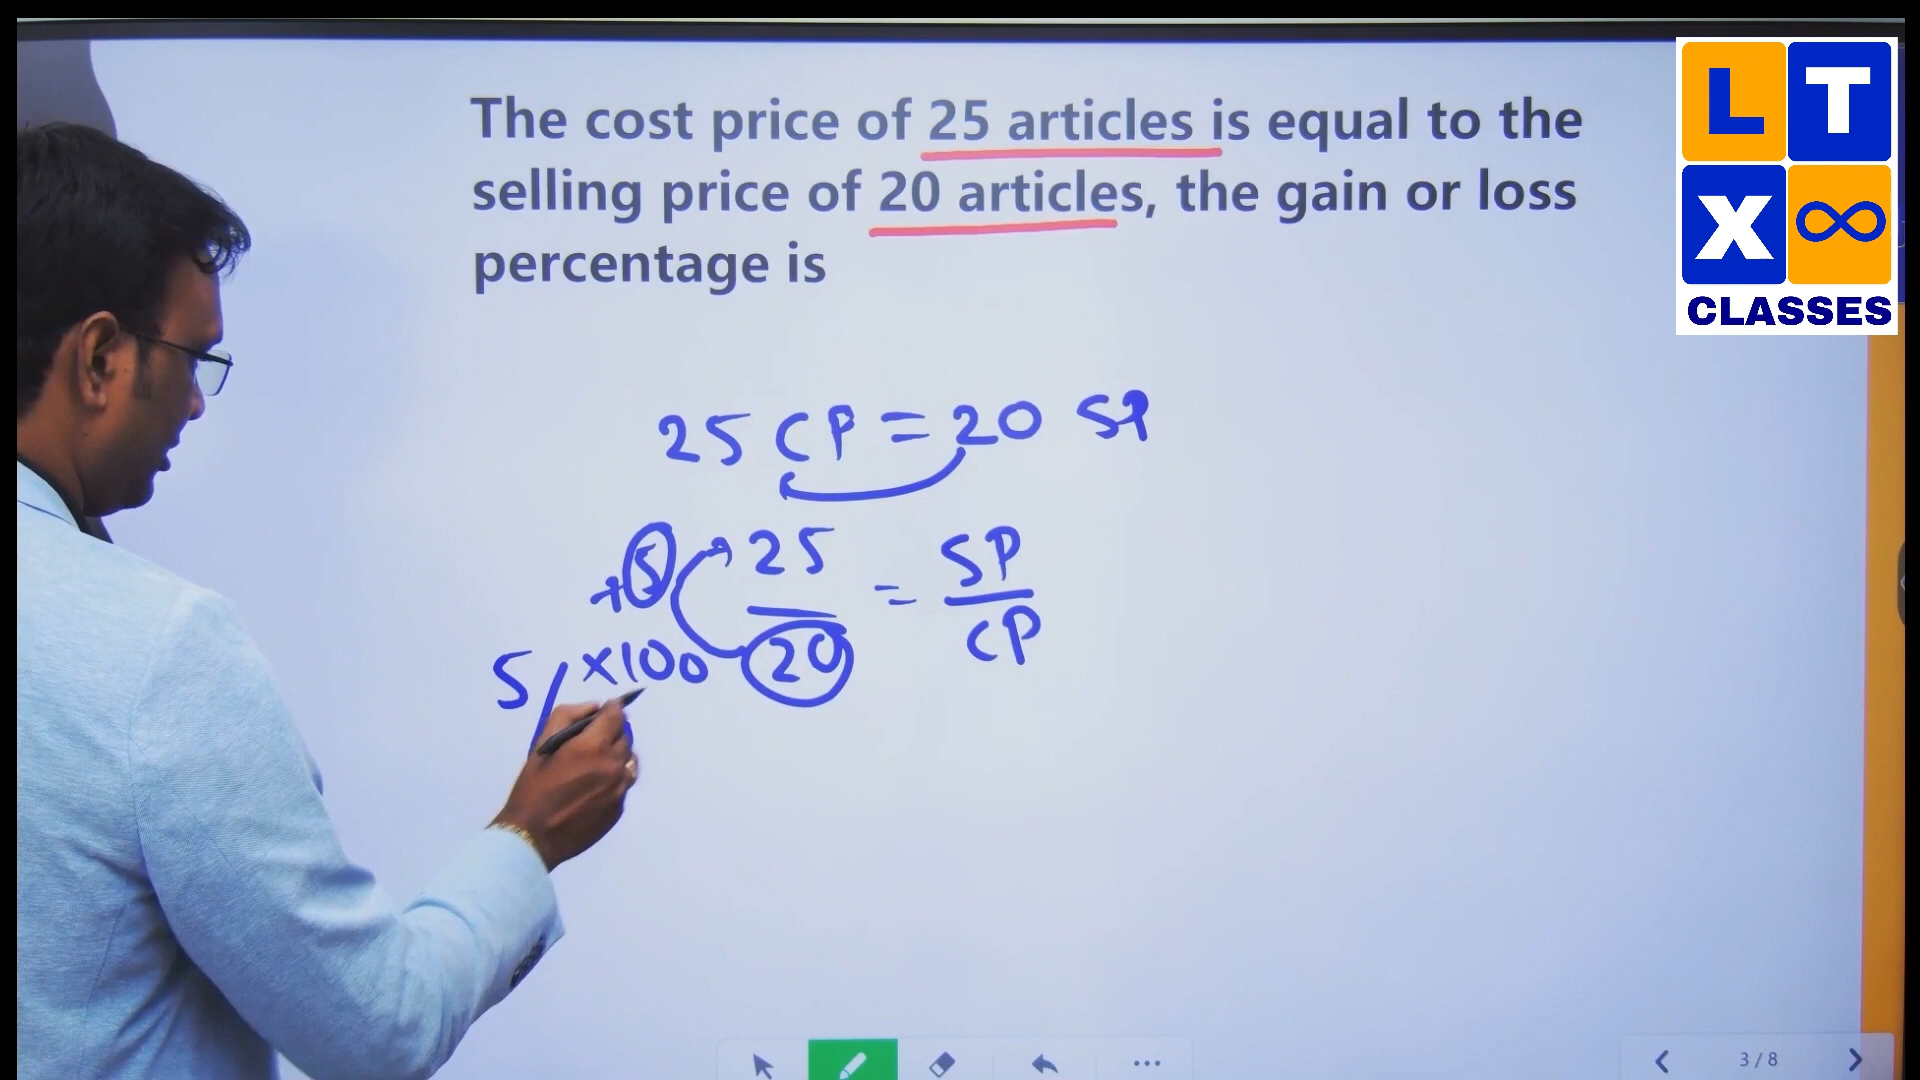 The cost price of 25 articles is equal to the
selling price of 20 articles, the gain or loss
percentage is
L T
X ∞
CLASSES
25 CP = 20 SP
+5 25 = SP
20 CP
5/ ×100
3 / 8